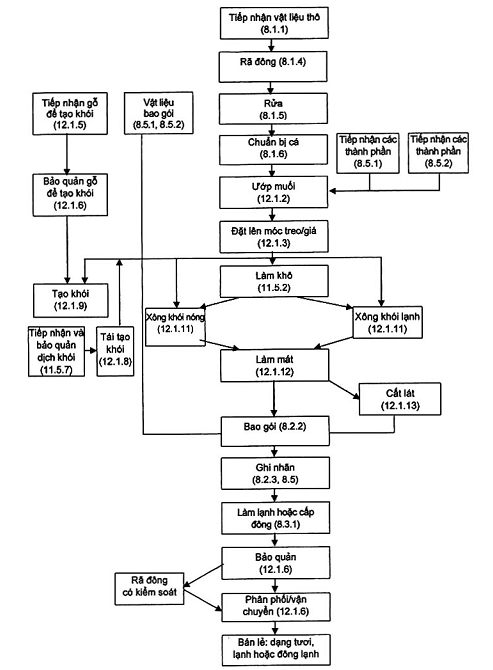 Tiếp nhận vật liệu thô
(8.1.1)
Rã đông (8.1.4)
Tiếp nhận gỗ
để tạo khói
(12.1.5)
Vật liệu
bao gói
(8.5.1, 8.5.2)
Rửa
(8.1.5)
Chuẩn bị cá
(8.1.6)
Tiếp nhận các
thành phần
(8.5.1)
Tiếp nhận các
thành phần
(8.5.2)
Bảo quản gỗ
để tạo khói
(12.1.6)
Ướp muối
(12.1.2)
Đặt lên móc treo/giá
(12.1.3)
Làm khô
(11.5.2)
Tạo khói
(12.1.9)
Xông khói nóng
(12.1.11)
Xông khói lạnh
(12.1.11)
Tiếp nhận và
bảo quản
dịch khói
(11.5.7)
Tái tạo
khói
(12.1.8)
Làm mát
(12.1.12)
Cắt lát
(12.1.13)
Bao gói (8.2.2)
Ghi nhãn
(8.2.3, 8.5)
Làm lạnh hoặc cấp
đông (8.3.1)
Bảo quản
(12.1.6)
Rã đông
có kiểm soát
Phân phối/vận
chuyển (12.1.6)
Bán lẻ: dạng tươi,
lạnh hoặc đông lạnh